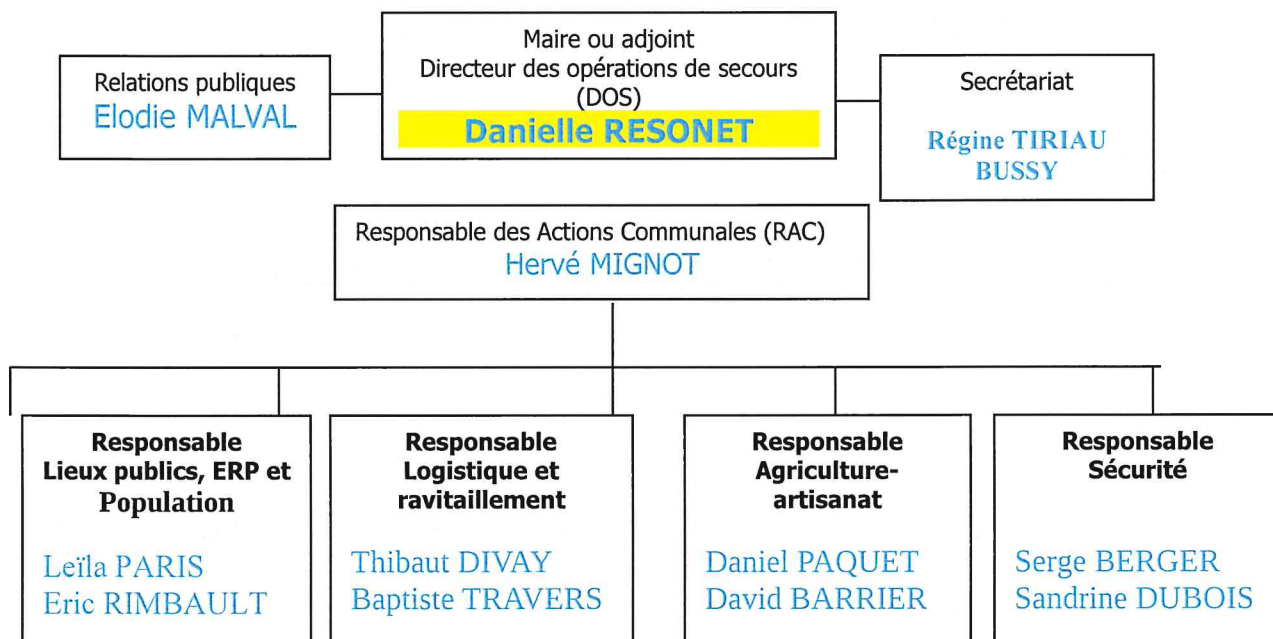 Relations publiques
Elodie MALVAL
Maire ou adjoint
Directeur des opérations de secours
(DOS)
Danielle RESONET
Secrétariat
Régine TIRIAU
BUSSY
Responsable des Actions Communales (RAC)
Hervé MIGNOT
Responsable
Lieux publics, ERP et
Population
Leïla PARIS
Eric RIMBAULT
Responsable
Logistique et
ravitaillement
Thibaut DIVAY
Baptiste TRAVERS
Responsable
Agriculture-
artisanat
Daniel PAQUET
David BARRIER
Responsable
Sécurité
Serge BERGER
Sandrine DUBOIS